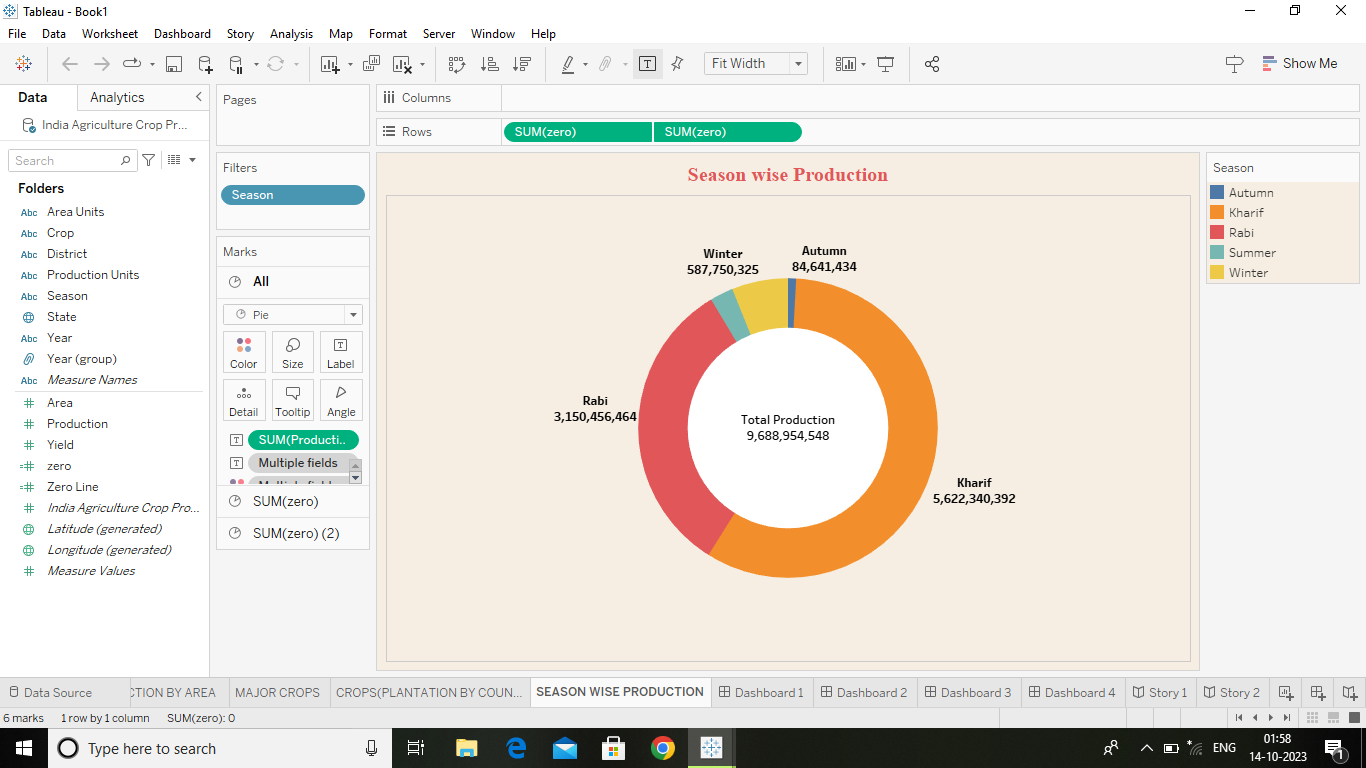 Tableau - Book1
File Data Worksheet Dashboard Story Analysis Map Format Server Window Help
Fit Width
Show Me
Data Analytics
India Agriculture Crop Pr...
Search
Folders
Abc Area Units
Abc Crop
Abc District
Abc Production Units
Abc Season
State
Abc Year
Year (group)
Abc Measure Names
# Area
# Production
# Yield
=# zero
=# Zero Line
# India Agriculture Crop Pro...
Latitude (generated)
Longitude (generated)
# Measure Values
Pages
Filters
Season
Marks
All
Pie
Color Size Label
Detail Tooltip Angle
T SUM(Producti..
T Multiple fields
SUM(zero)
SUM(zero) (2)
Columns
Rows SUM(zero) SUM(zero)
Season wise Production
Winter
587,750,325
Autumn
84,641,434
Rabi
3,150,456,464
Total Production
9,688,954,548
Kharif
5,622,340,392
Season
Autumn
Kharif
Rabi
Summer
Winter
Data Source CTION BY AREA MAJOR CROPS CROPS(PLANTATION BY COUN... SEASON WISE PRODUCTION Dashboard 1 Dashboard 2 Dashboard 3 Dashboard 4 Story 1 Story 2
6 marks 1 row by 1 column SUM(zero): 0
Type here to search
ENG
01:58
14-10-2023
1